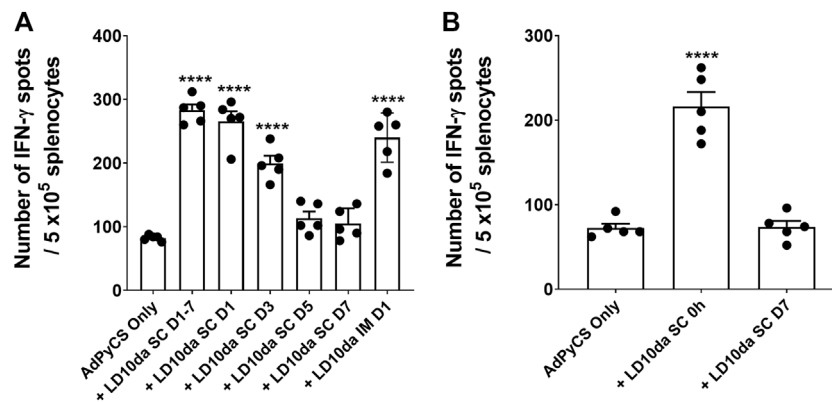 A
Number of IFN-γ spots
/ 5 x10⁵ splenocytes
400
300
200
100
0
****
****
****
****
AdPyCS Only
+ LD10da SC D1-7
+ LD10da SC D1
+ LD10da SC D3
+ LD10da SC D5
+ LD10da SC D7
+ LD10da IM D1
B
Number of IFN-γ spots
/ 5 x10⁵ splenocytes
300
200
100
0
****
AdPyCS Only
+ LD10da SC 0h
+ LD10da SC D7